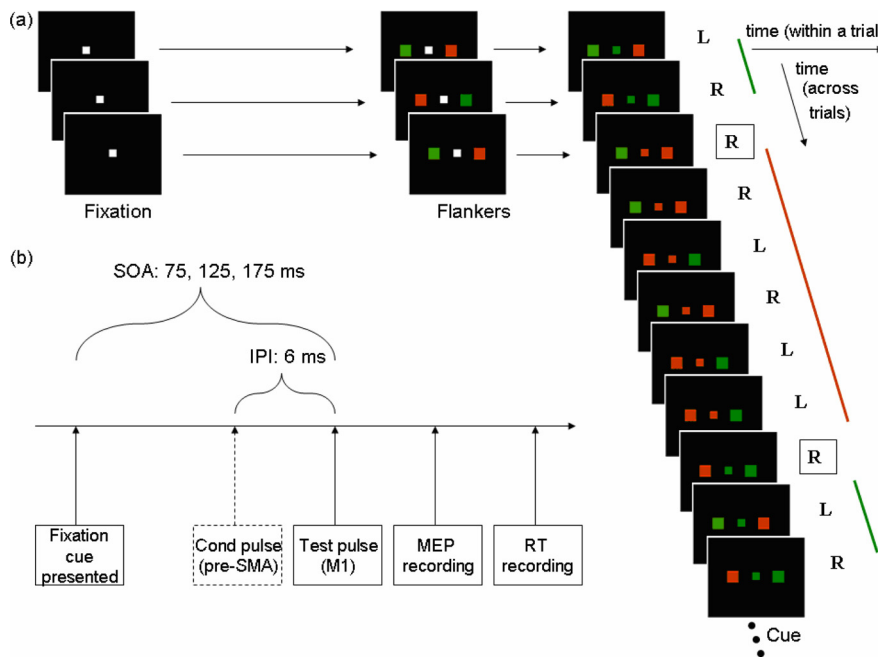 (a)
time (within a trial
time
(across
trials)
L
R
R
R
L
R
L
L
R
L
R
Fixation
Flankers
Cue
(b)
SOA: 75, 125, 175 ms
IPI: 6 ms
Fixation
cue
presented
Cond pulse
(pre-SMA)
Test pulse
(M1)
MEP
recording
RT
recording